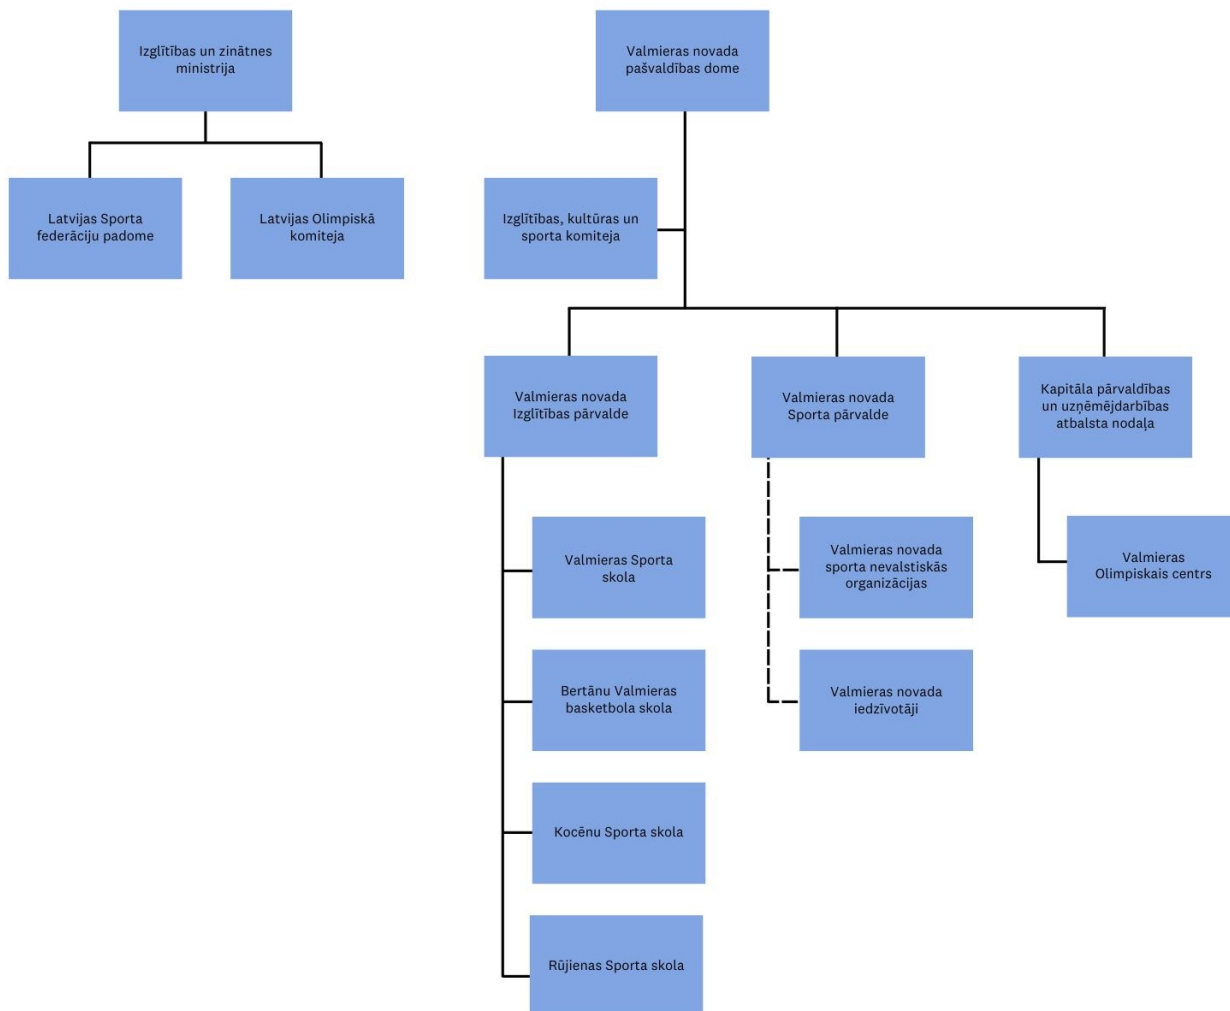 Izglītības un zinātnes
ministrija
Valmieras novada
pašvaldības dome
Latvijas Sporta
federāciju padome
Latvijas Olimpiskā
komiteja
Izglītības, kultūras un
sporta komiteja
Valmieras novada
Izglītības pārvalde
Valmieras novada
Sporta pārvalde
Kapitāla pārvaldības
un uzņēmējdarbības
atbalsta nodaļa
Valmieras Sporta
skola
Valmieras novada
sporta nevalstiskās
organizācijas
Valmieras
Olimpiskais centrs
Bertānu Valmieras
basketbola skola
Valmieras novada
iedzīvotāji
Kocēnu Sporta skola
Rūjienas Sporta skola